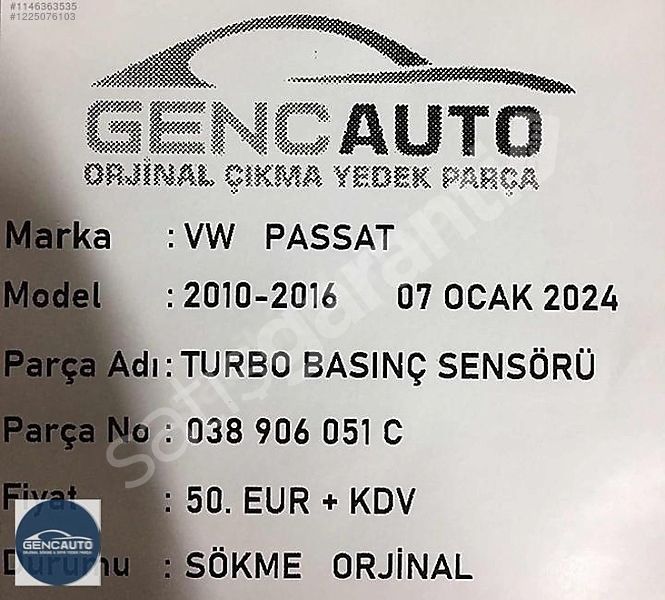 #1146363535
#1225076103
GENCAUTO
ORJİNAL ÇIKMA YEDEK PARÇA
Marka : VW PASSAT
Model : 2010-2016 07 OCAK 2024
Parça Adı : TURBO BASINÇ SENSÖRÜ
Parça No : 038 906 051 C
Fiyat : 50. EUR + KDV
GENCAUTO
Durumu : SÖKME ORJİNAL